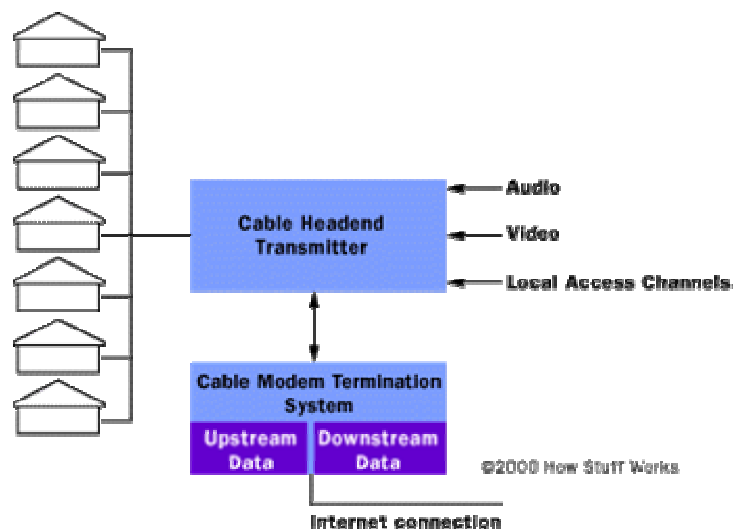 Cable Headend
Transmitter
Audio
Video
Local Access Channels
Cable Modem Termination
System
Upstream
Data
Downstream
Data
©2000 How Stuff Works
Internet connection